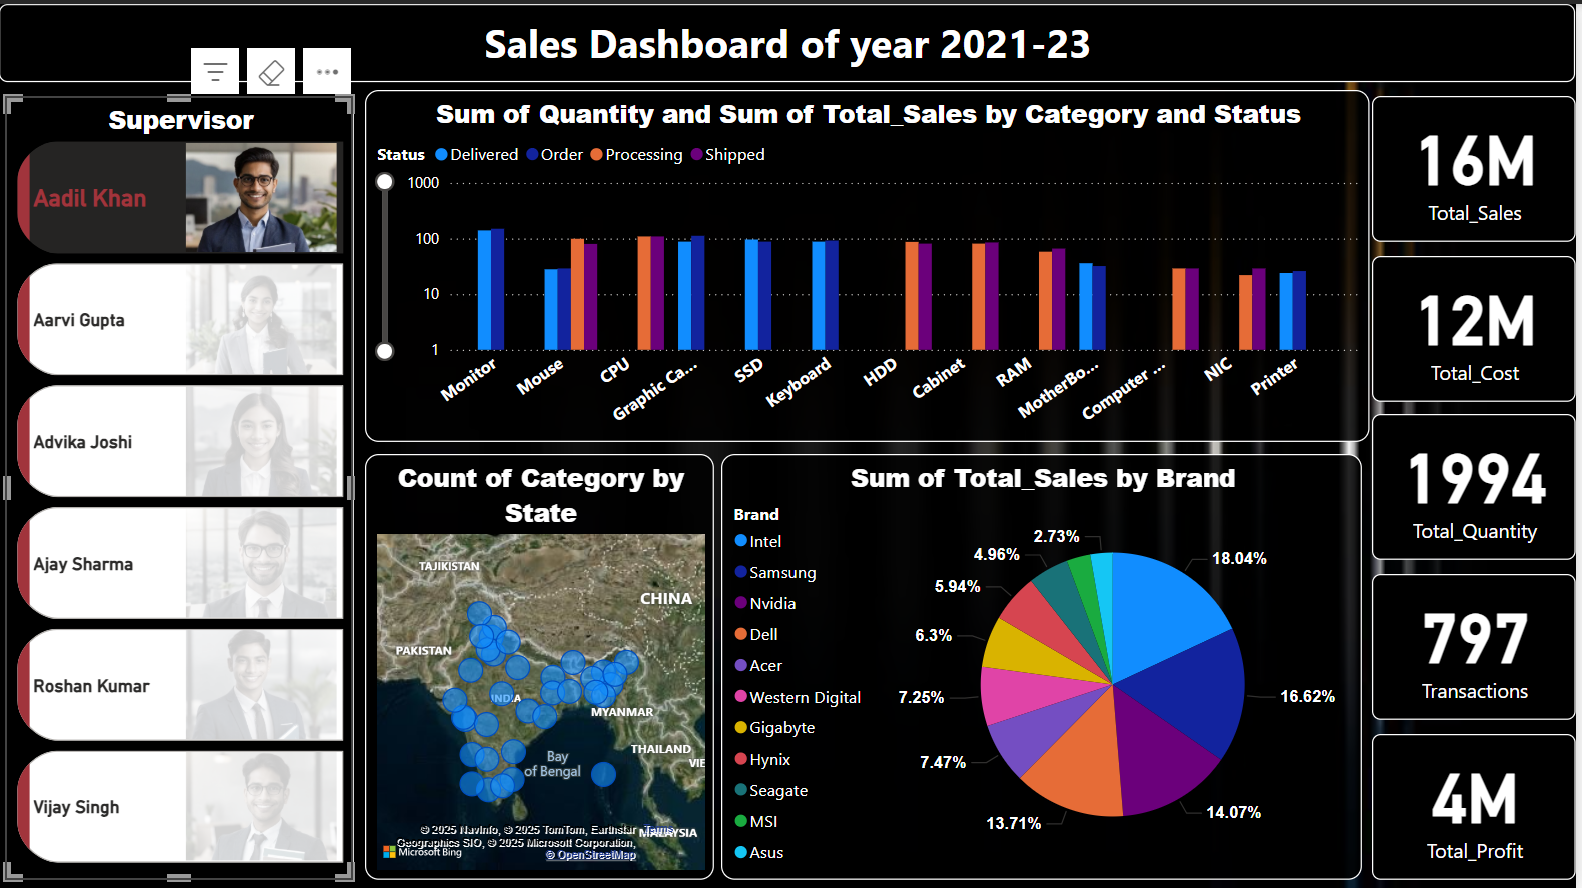 Sales Dashboard of year 2021-23
Supervisor
Aadil Khan
Aarvi Gupta
Advika Joshi
Ajay Sharma
Roshan Kumar
Vijay Singh
Sum of Quantity and Sum of Total_Sales by Category and Status
Status Delivered Order Processing Shipped
1000
100
10
1
Monitor
Mouse
CPU
Graphic Ca...
SSD
Keyboard
HDD
Cabinet
RAM
MotherBo...
Computer ...
NIC
Printer
Count of Category by
State
TAJIKISTAN
CHINA
PAKISTAN
INDIA
MYANMAR
THAILAND
VIE
Bay
of Bengal
MALAYSIA
© 2025 NavInfo, © 2025 TomTom, Earthstar
Geographics SIO, © 2025 Microsoft Corporation,
© OpenStreetMap
Terms
Microsoft Bing
Sum of Total_Sales by Brand
Brand
Intel
Samsung
Nvidia
Dell
Acer
Western Digital
Gigabyte
Hynix
Seagate
MSI
Asus
18.04%
16.62%
14.07%
13.71%
7.47%
7.25%
6.3%
5.94%
4.96%
2.73%
16M
Total_Sales
12M
Total_Cost
1994
Total_Quantity
797
Transactions
4M
Total_Profit